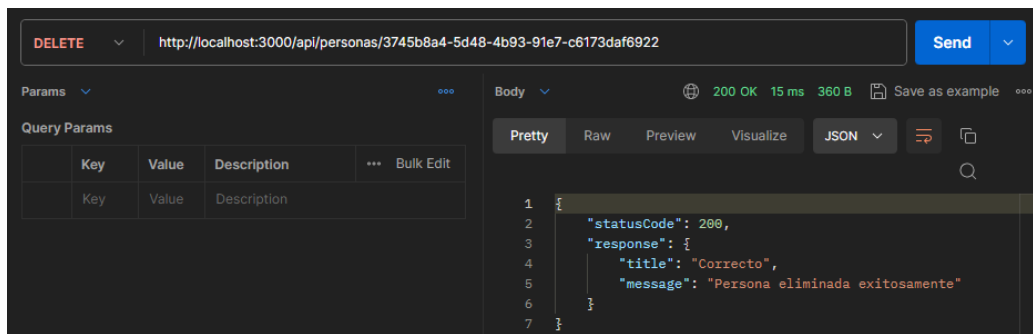 DELETE http://localhost:3000/api/personas/3745b8a4-5d48-4b93-91e7-c6173daf6922 Send
Params
Query Params
Key Value Description Bulk Edit
Key Value Description
Body 200 OK 15 ms 360 B Save as example
Pretty Raw Preview Visualize JSON
1 {
2 "statusCode": 200,
3 "response": {
4 "title": "Correcto",
5 "message": "Persona eliminada exitosamente"
6 }
7 }